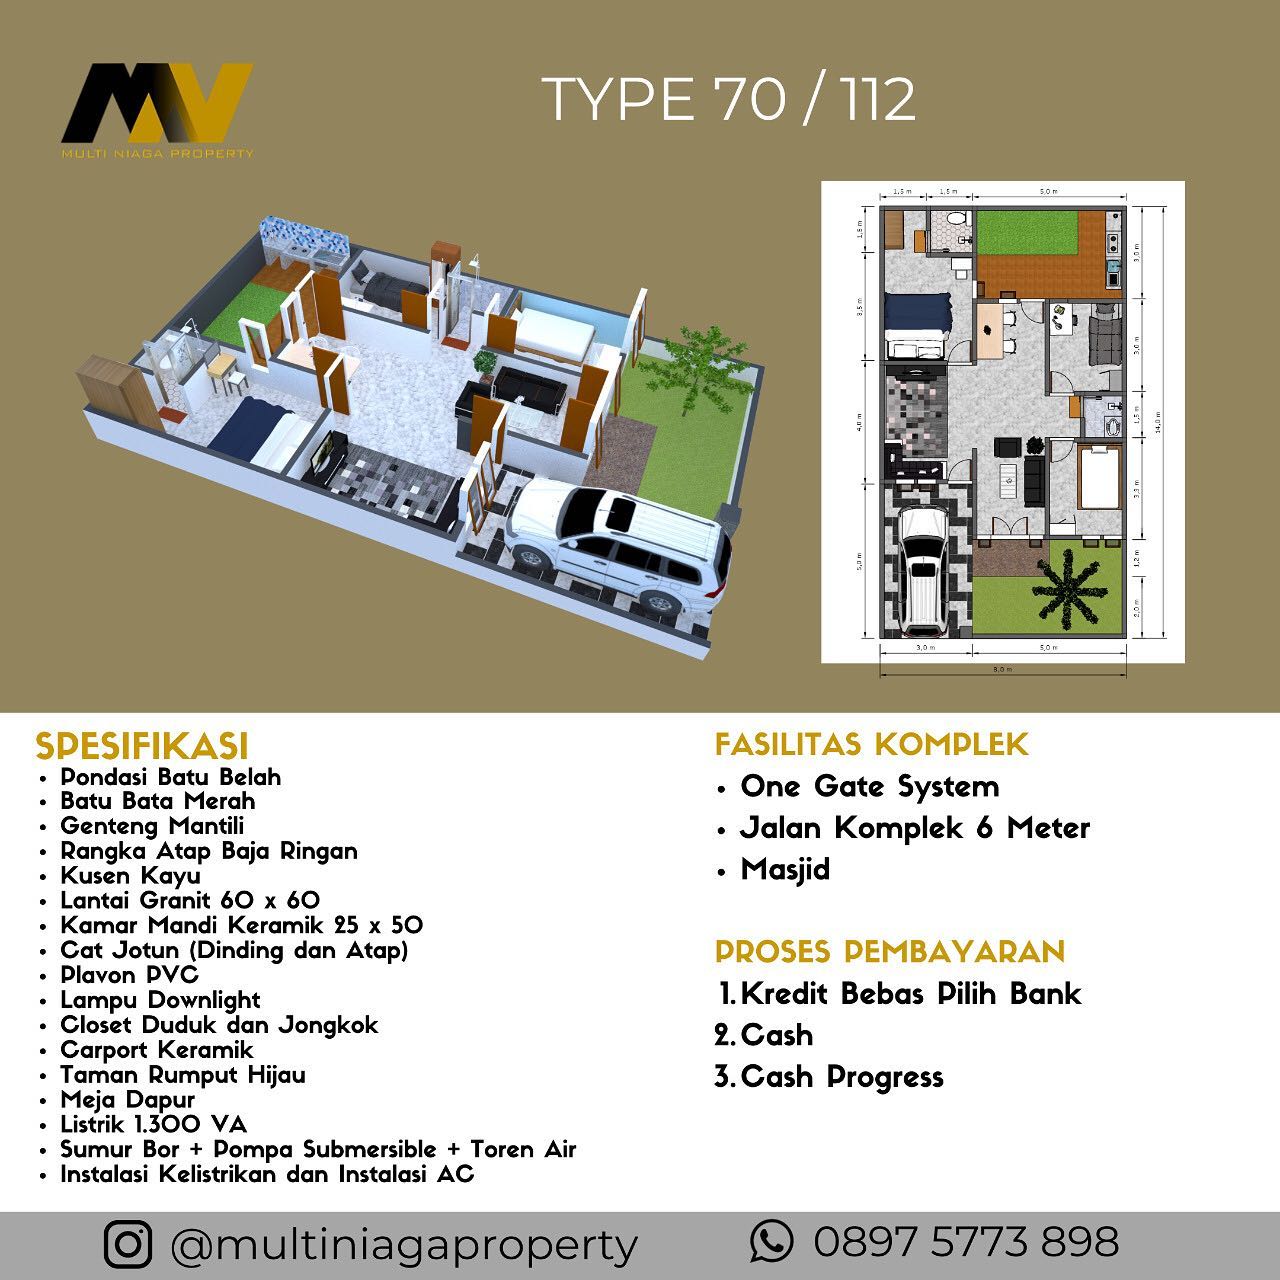 MV
MULTI NIAGA PROPERTY
TYPE 70 / 112
1,5 m
1,5 m
5,0 m
1,5 m
3,5 m
4,0 m
5,0 m
3,0 m
3,0 m
1,5 m
3,3 m
1,2 m
2,0 m
14,0 m
3,0 m
5,0 m
8,0 m
SPESIFIKASI
• Pondasi Batu Belah
• Batu Bata Merah
• Genteng Mantili
• Rangka Atap Baja Ringan
• Kusen Kayu
• Lantai Granit 60 x 60
• Kamar Mandi Keramik 25 x 50
• Cat Jotun (Dinding dan Atap)
• Plavon PVC
• Lampu Downlight
• Closet Duduk dan Jongkok
• Carport Keramik
• Taman Rumput Hijau
• Meja Dapur
• Listrik 1.300 VA
• Sumur Bor + Pompa Submersible + Toren Air
• Instalasi Kelistrikan dan Instalasi AC
FASILITAS KOMPLEK
• One Gate System
• Jalan Komplek 6 Meter
• Masjid
PROSES PEMBAYARAN
1. Kredit Bebas Pilih Bank
2. Cash
3. Cash Progress
@multiniagaproperty
0897 5773 898